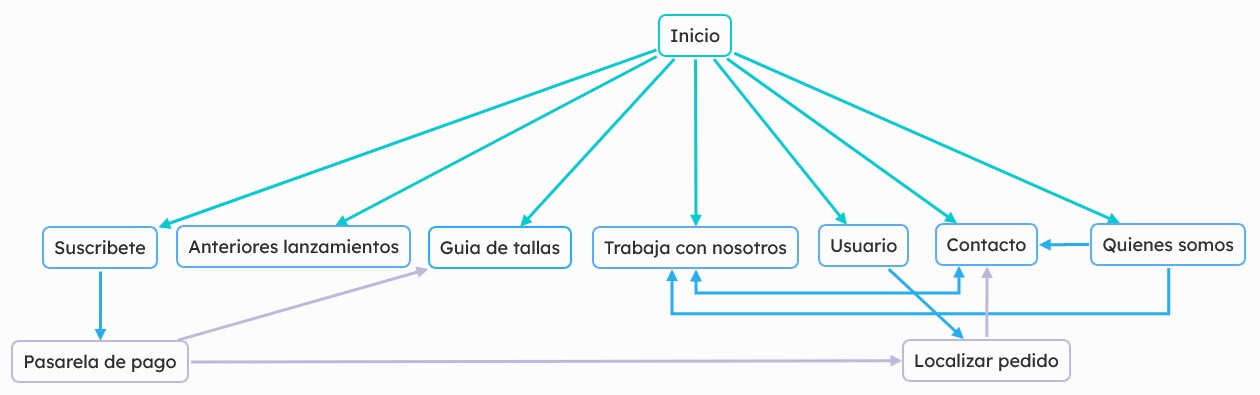 Inicio
Suscribete
Anteriores lanzamientos
Guia de tallas
Trabaja con nosotros
Usuario
Contacto
Quienes somos
Pasarela de pago
Localizar pedido